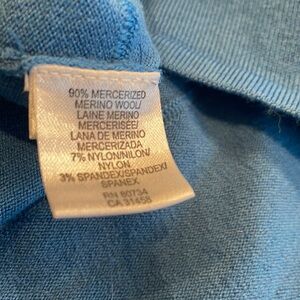 90% MERCERIZED
MERINO WOOL/
LAINE MERINO
MERCERISÉE/
LANA DE MERINO
MERCERIZADA
7% NYLON/NILON/
NYLON
3% SPANDEX/SPANDEX/
SPANEX
RN 80734
CA 31458